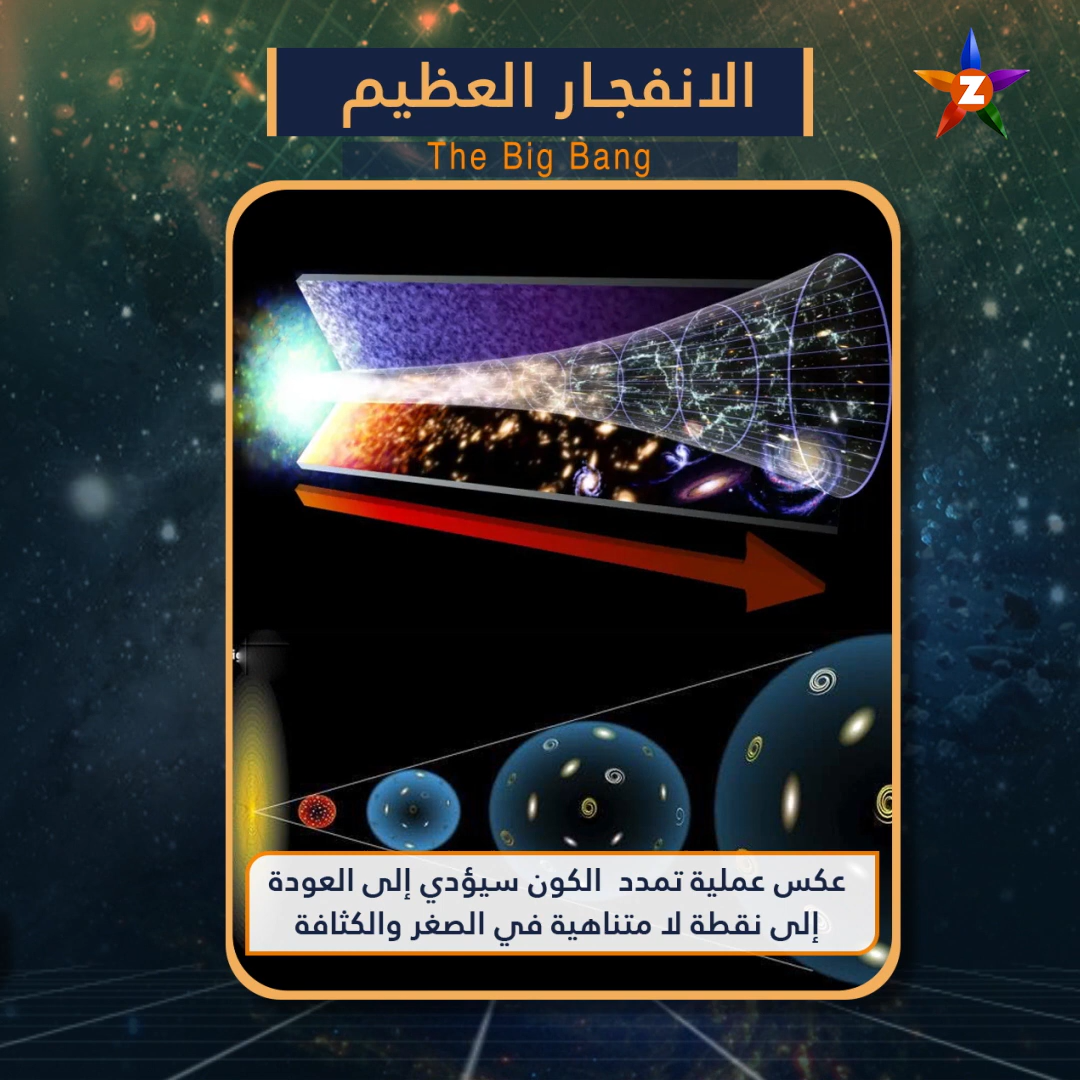 الانفجار العظيم
The Big Bang
Z
عكس عملية تمدد الكون سيؤدي إلى العودة
إلى نقطة لا متناهية في الصغر والكثافة